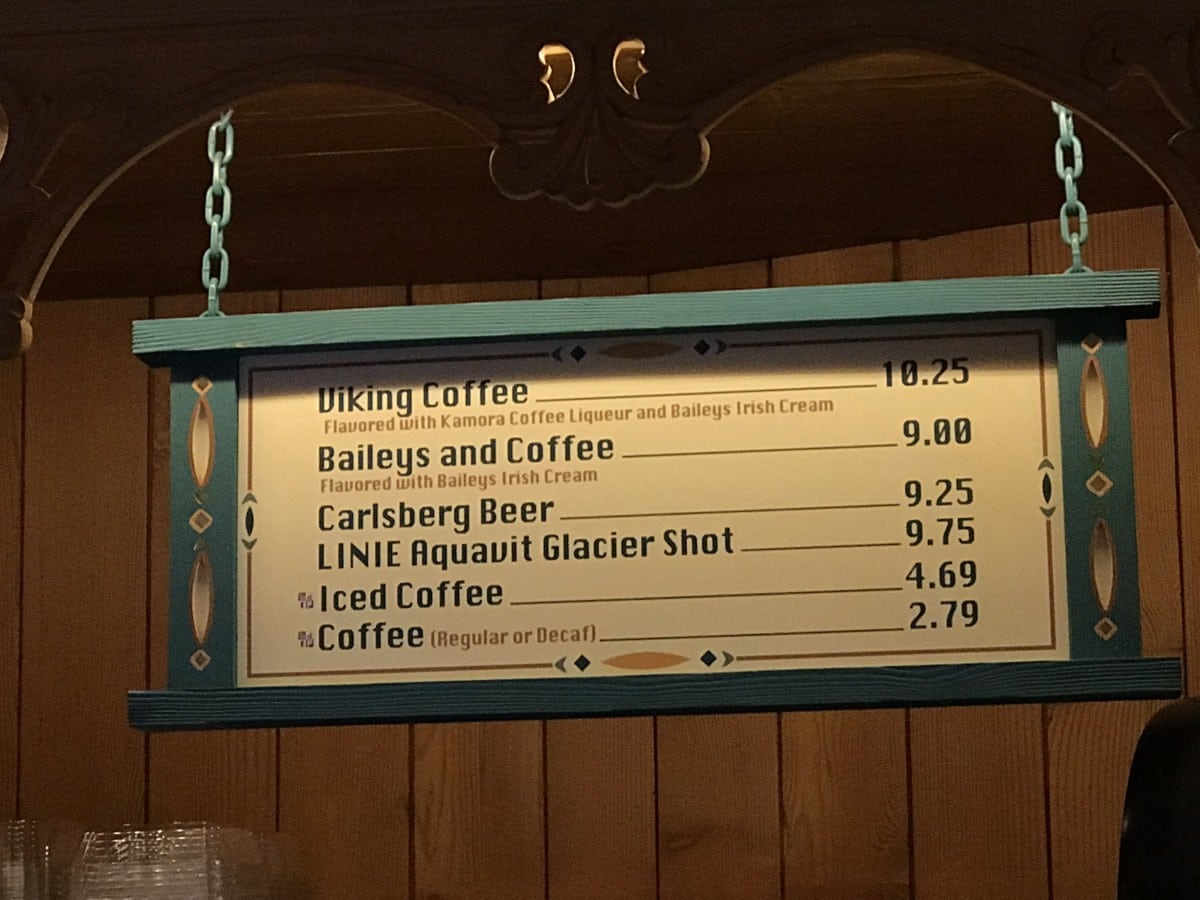 Viking Coffee 10.25
Flavored with Kamora Coffee Liqueur and Baileys Irish Cream
Baileys and Coffee 9.00
Flavored with Baileys Irish Cream
Carlsberg Beer 9.25
LINIE Aquavit Glacier Shot 9.75
Iced Coffee 4.69
Coffee (Regular or Decaf) 2.79